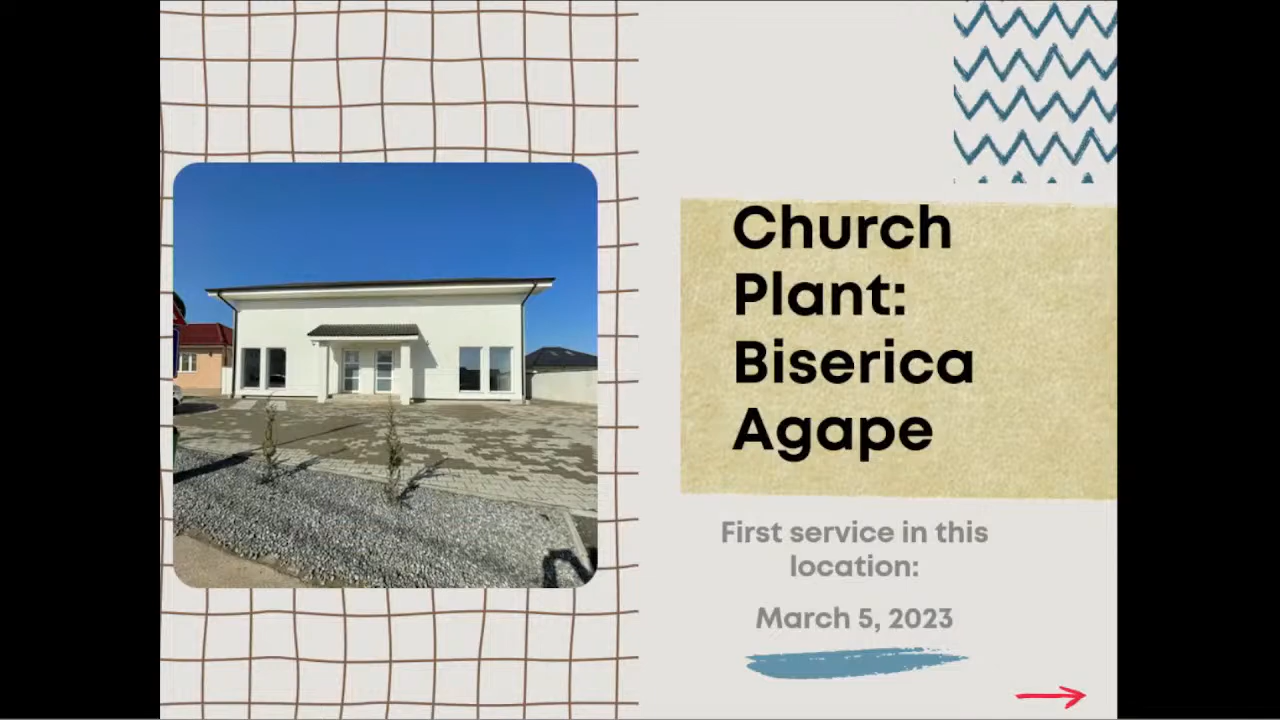 Church
Plant:
Biserica
Agape
First service in this
location:
March 5, 2023